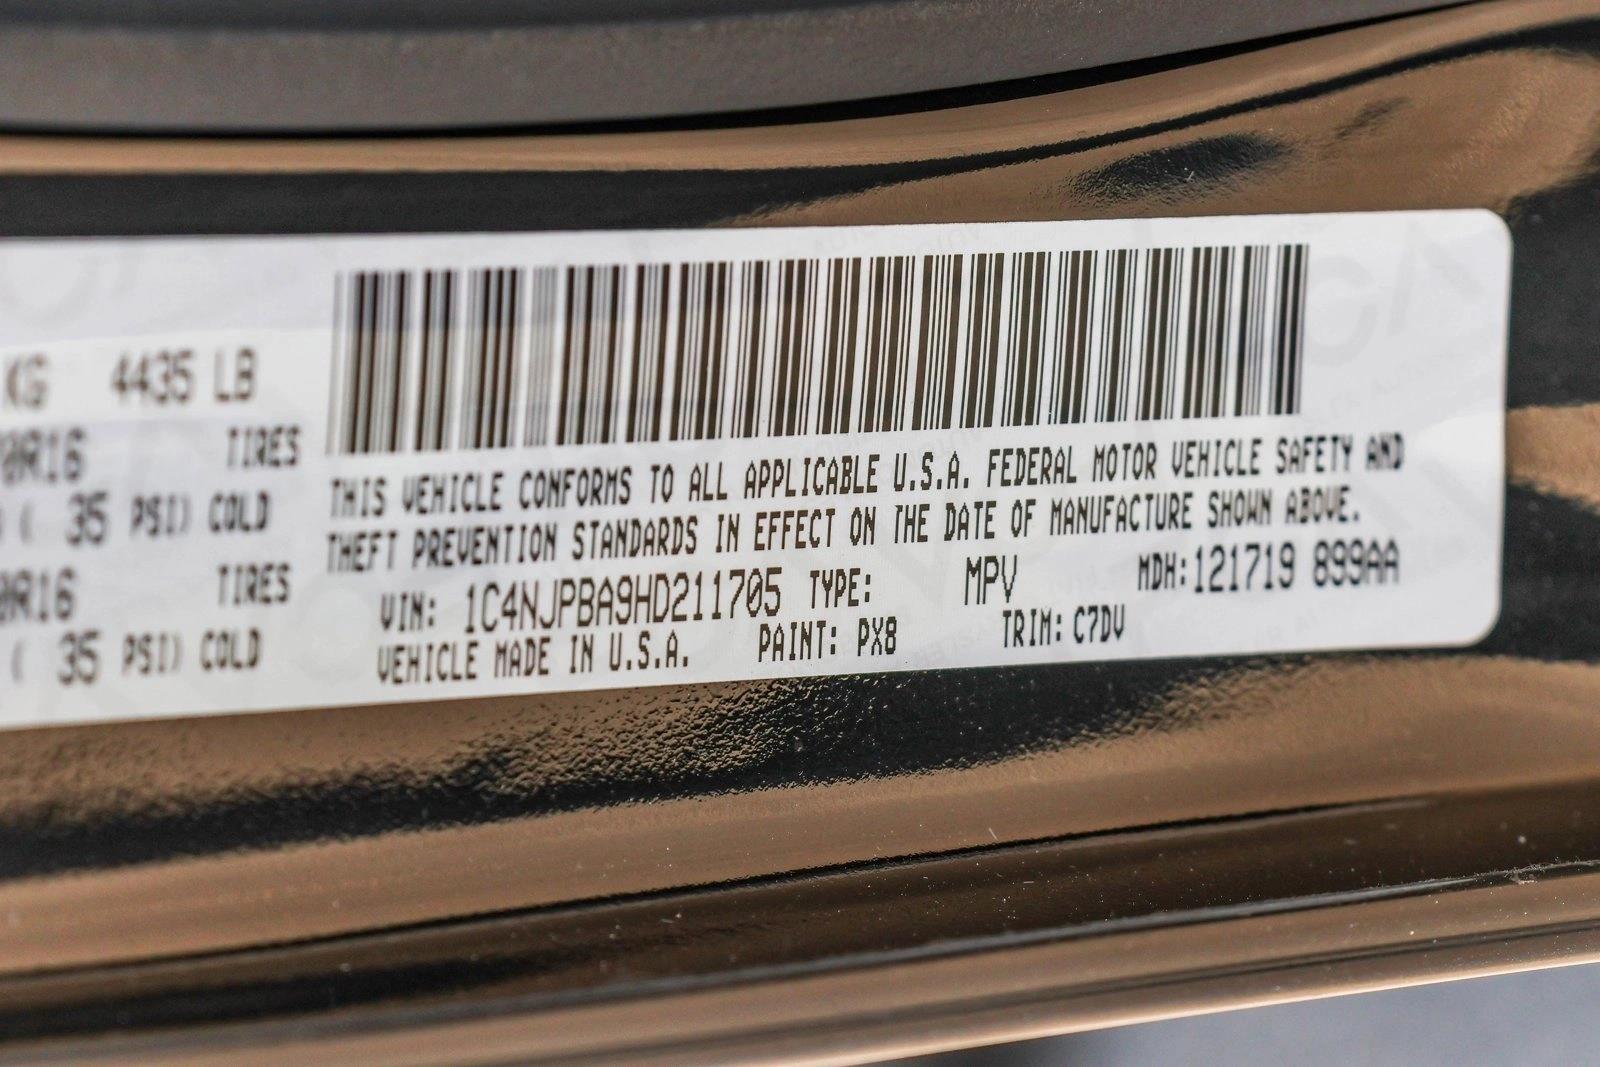 KG 4435 LB
0R16 TIRES
( 35 PSI) COLD
0R16 TIRES
( 35 PSI) COLD
THIS VEHICLE CONFORMS TO ALL APPLICABLE U.S.A. FEDERAL MOTOR VEHICLE SAFETY AND
THEFT PREVENTION STANDARDS IN EFFECT ON THE DATE OF MANUFACTURE SHOWN ABOVE.
VIN: 1C4NJPBA9HD211705 TYPE: MPV MDH:121719 899AA
VEHICLE MADE IN U.S.A. PAINT: PX8 TRIM: C7DV